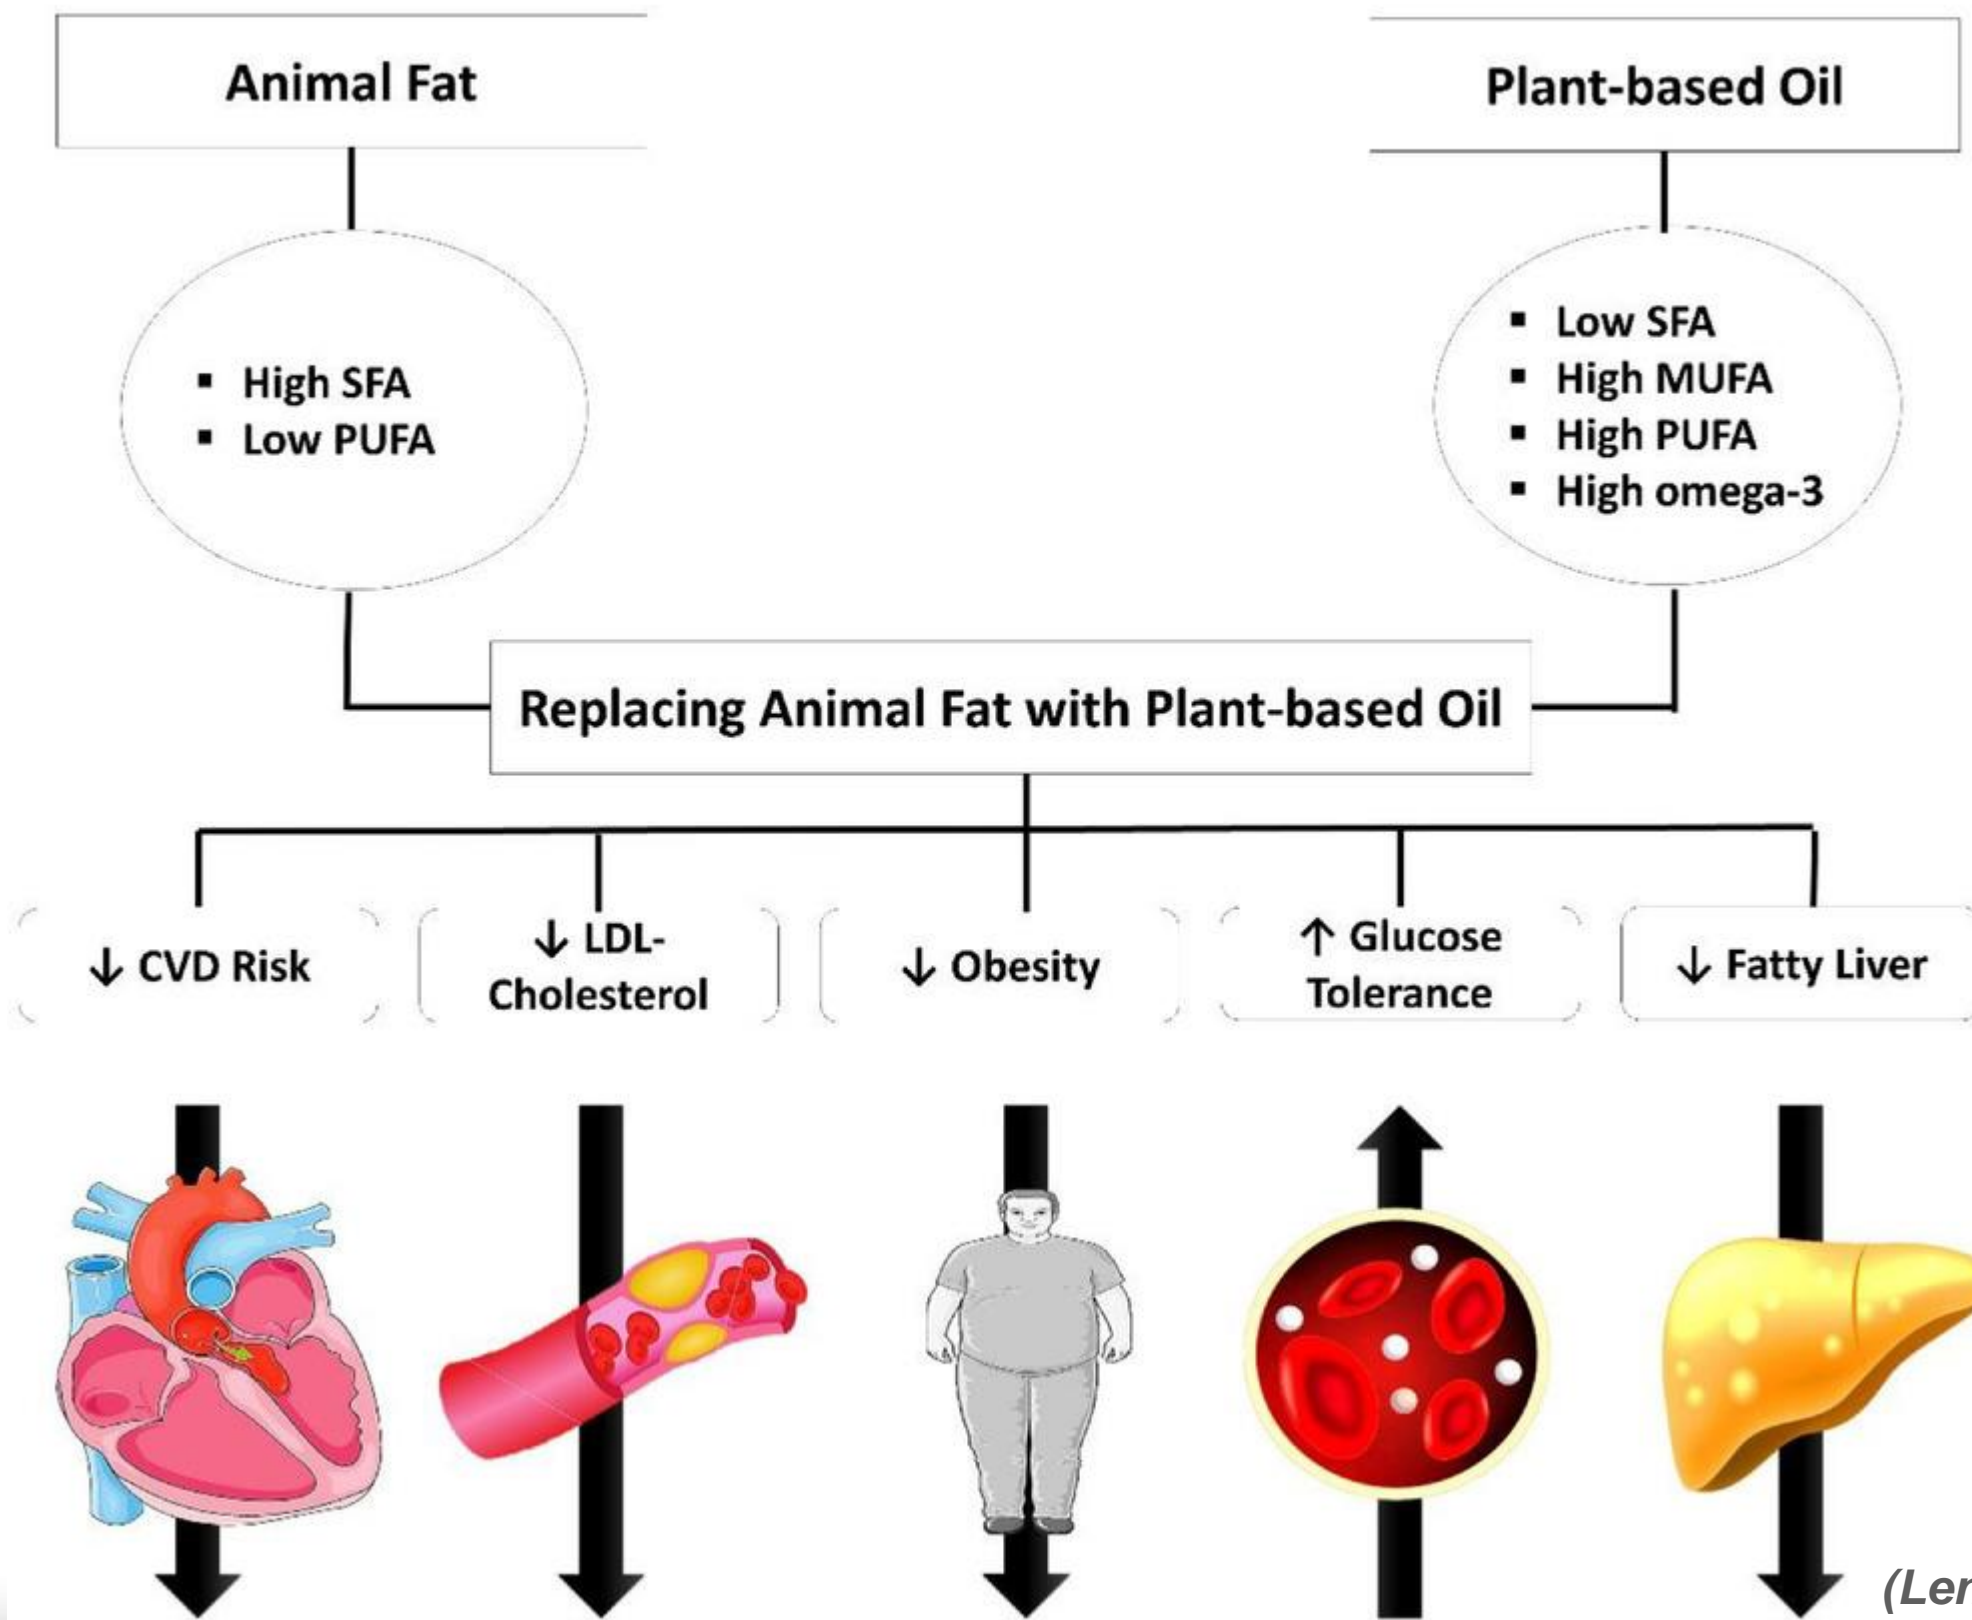 Animal Fat
Plant-based Oil
▪ High SFA
▪ Low PUFA
▪ Low SFA
▪ High MUFA
▪ High PUFA
▪ High omega-3
Replacing Animal Fat with Plant-based Oil
↓ CVD Risk
↓ LDL-
Cholesterol
↓ Obesity
↑ Glucose
Tolerance
↓ Fatty Liver